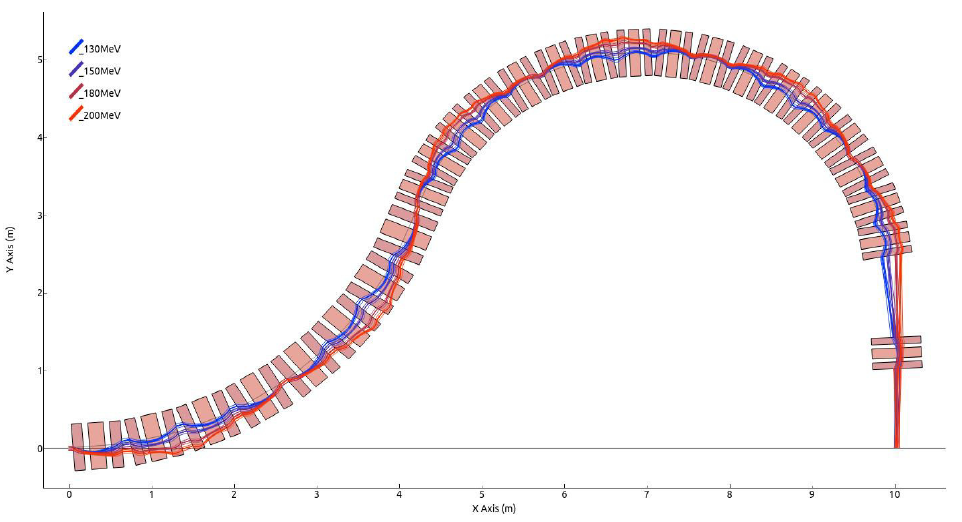 _130MeV
_150MeV
_180MeV
_200MeV
5
4
3
2
1
0
Y Axis (m)
0 1 2 3 4 5 6 7 8 9 10
X Axis (m)